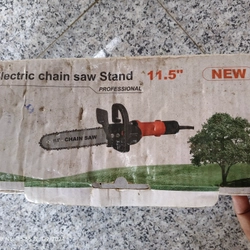 lectric chain saw Stand 11.5" NEW
PROFESSIONAL
CHAIN SAW